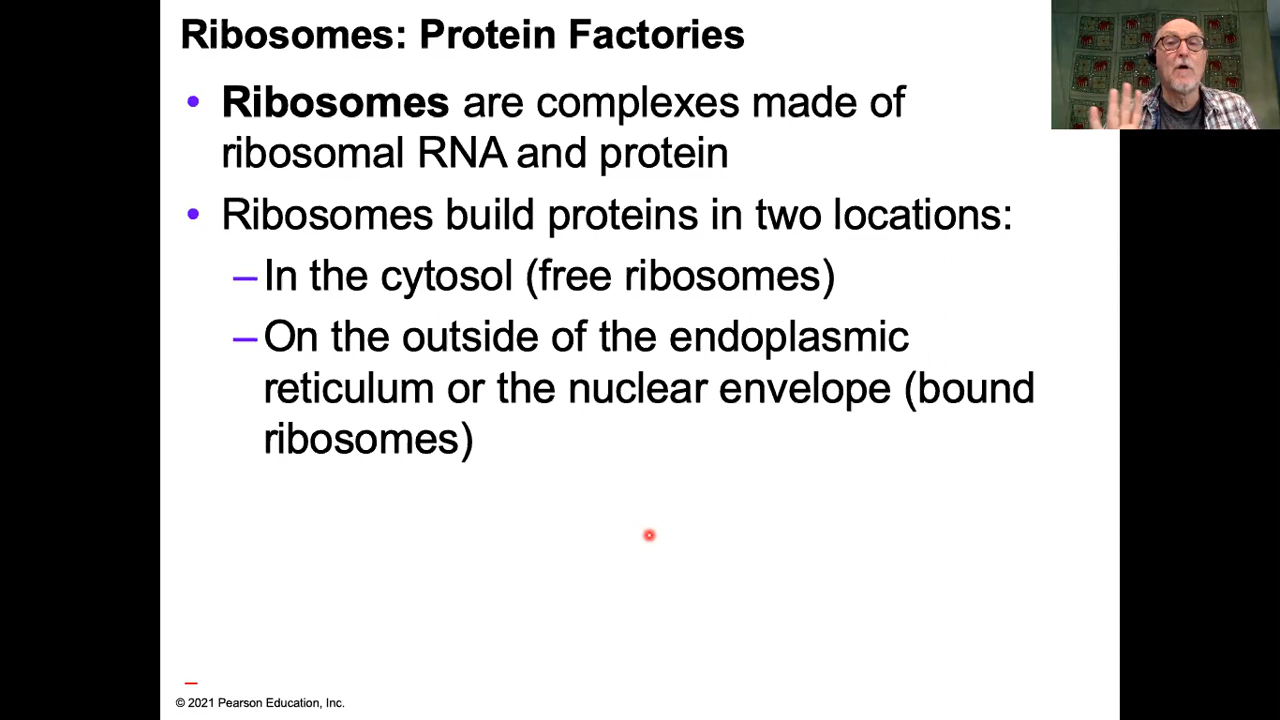 Ribosomes: Protein Factories
• Ribosomes are complexes made of
ribosomal RNA and protein
• Ribosomes build proteins in two locations:
– In the cytosol (free ribosomes)
– On the outside of the endoplasmic
reticulum or the nuclear envelope (bound
ribosomes)
© 2021 Pearson Education, Inc.